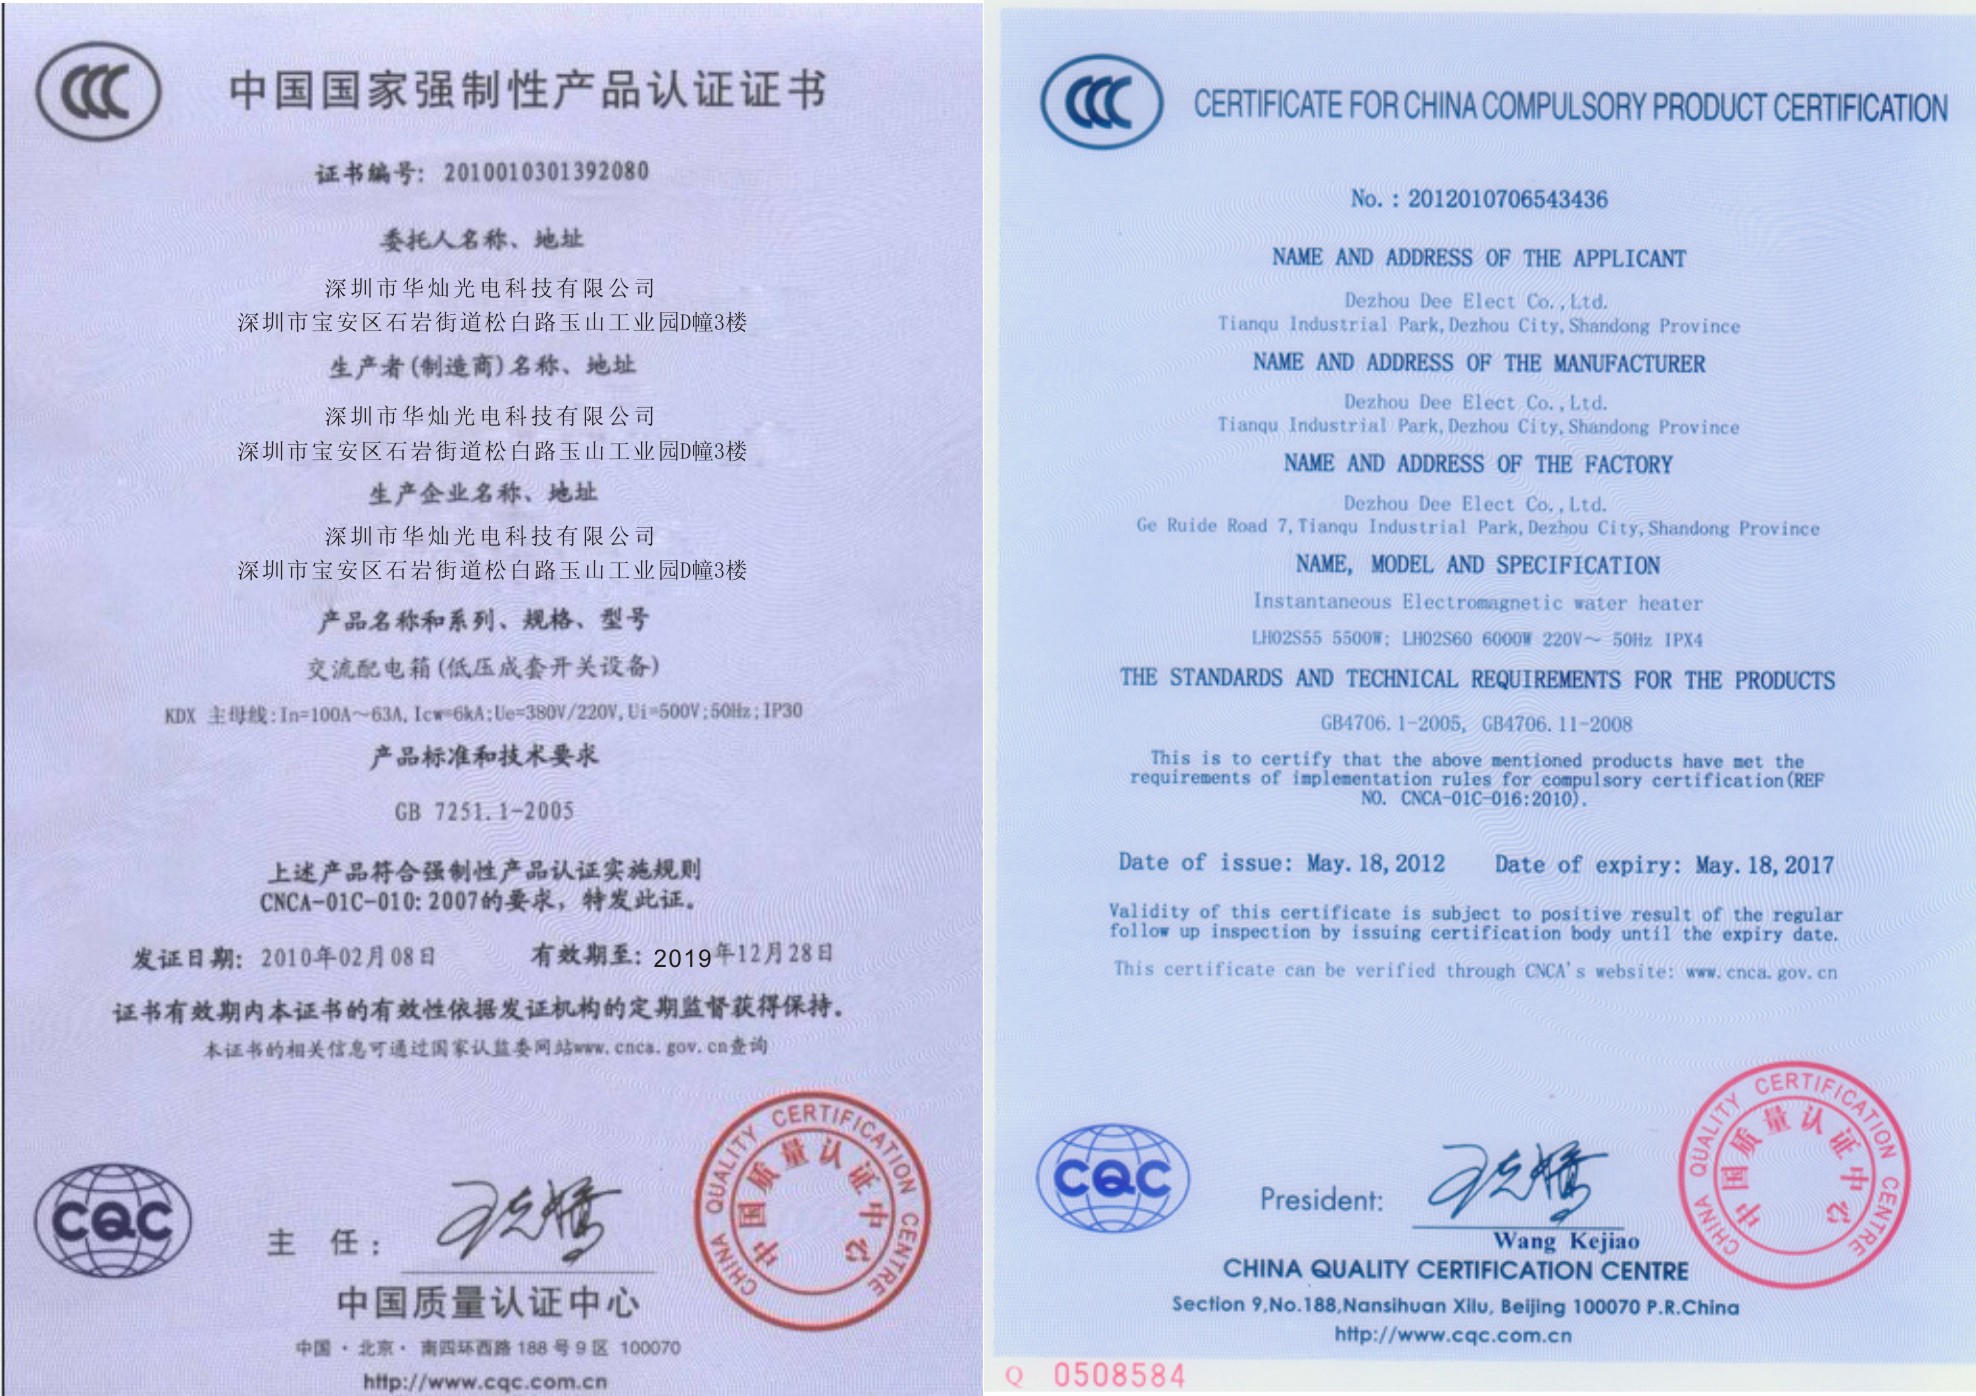 中国国家强制性产品认证证书
证书编号: 2010010301392080
委托人名称、地址
深圳市华灿光电科技有限公司
深圳市宝安区石岩街道松白路玉山工业园D幢3楼
生产者(制造商)名称、地址
深圳市华灿光电科技有限公司
深圳市宝安区石岩街道松白路玉山工业园D幢3楼
生产企业名称、地址
深圳市华灿光电科技有限公司
深圳市宝安区石岩街道松白路玉山工业园D幢3楼
产品名称和系列、规格、型号
交流配电箱(低压成套开关设备)
KDX 主母线:In=100A～63A,Icw=6kA;Ue=380V/220V,Ui=500V;50Hz;IP30
产品标准和技术要求
GB 7251.1-2005
上述产品符合强制性产品认证实施规则
CNCA-01C-010:2007的要求，特发此证。
发证日期: 2010年02月08日 有效期至: 2019年12月28日
证书有效期内本证书的有效性依据发证机构的定期监督获得保持。
本证书的相关信息可通过国家认监委网站www.cnca.gov.cn查询
CHINA QUALITY CERTIFICATION CENTRE
中国质量认证中心
CQC
主 任:
中国质量认证中心
中国·北京· 南四环西路188号9区 100070
http://www.cqc.com.cn
CERTIFICATE FOR CHINA COMPULSORY PRODUCT CERTIFICATION
No.: 2012010706543436
NAME AND ADDRESS OF THE APPLICANT
Dezhou Dee Elect Co.,Ltd.
Tianqu Industrial Park,Dezhou City,Shandong Province
NAME AND ADDRESS OF THE MANUFACTURER
Dezhou Dee Elect Co.,Ltd.
Tianqu Industrial Park,Dezhou City,Shandong Province
NAME AND ADDRESS OF THE FACTORY
Dezhou Dee Elect Co.,Ltd.
Ge Ruide Road 7,Tianqu Industrial Park,Dezhou City,Shandong Province
NAME, MODEL AND SPECIFICATION
Instantaneous Electromagnetic water heater
LH02S55 5500W; LH02S60 6000W 220V～ 50Hz IPX4
THE STANDARDS AND TECHNICAL REQUIREMENTS FOR THE PRODUCTS
GB4706.1-2005, GB4706.11-2008
This is to certify that the above mentioned products have met the
requirements of implementation rules for compulsory certification(REF
NO. CNCA-01C-016:2010).
Date of issue: May.18,2012 Date of expiry: May.18,2017
Validity of this certificate is subject to positive result of the regular
follow up inspection by issuing certification body until the expiry date.
This certificate can be verified through CNCA's website: www.cnca.gov.cn
CHINA QUALITY CERTIFICATION CENTRE
中国质量认证中心
CQC
President:
Wang Kejiao
CHINA QUALITY CERTIFICATION CENTRE
Section 9,No.188,Nansihuan Xilu, Beijing 100070 P.R.China
http://www.cqc.com.cn
Q 0508584